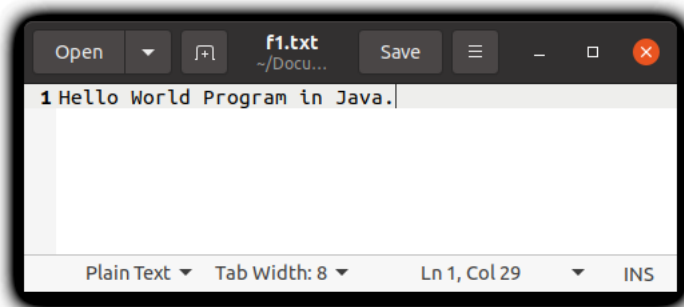 Open
f1.txt
~/Docu...
Save
1 Hello World Program in Java.
Plain Text Tab Width: 8 Ln 1, Col 29 INS